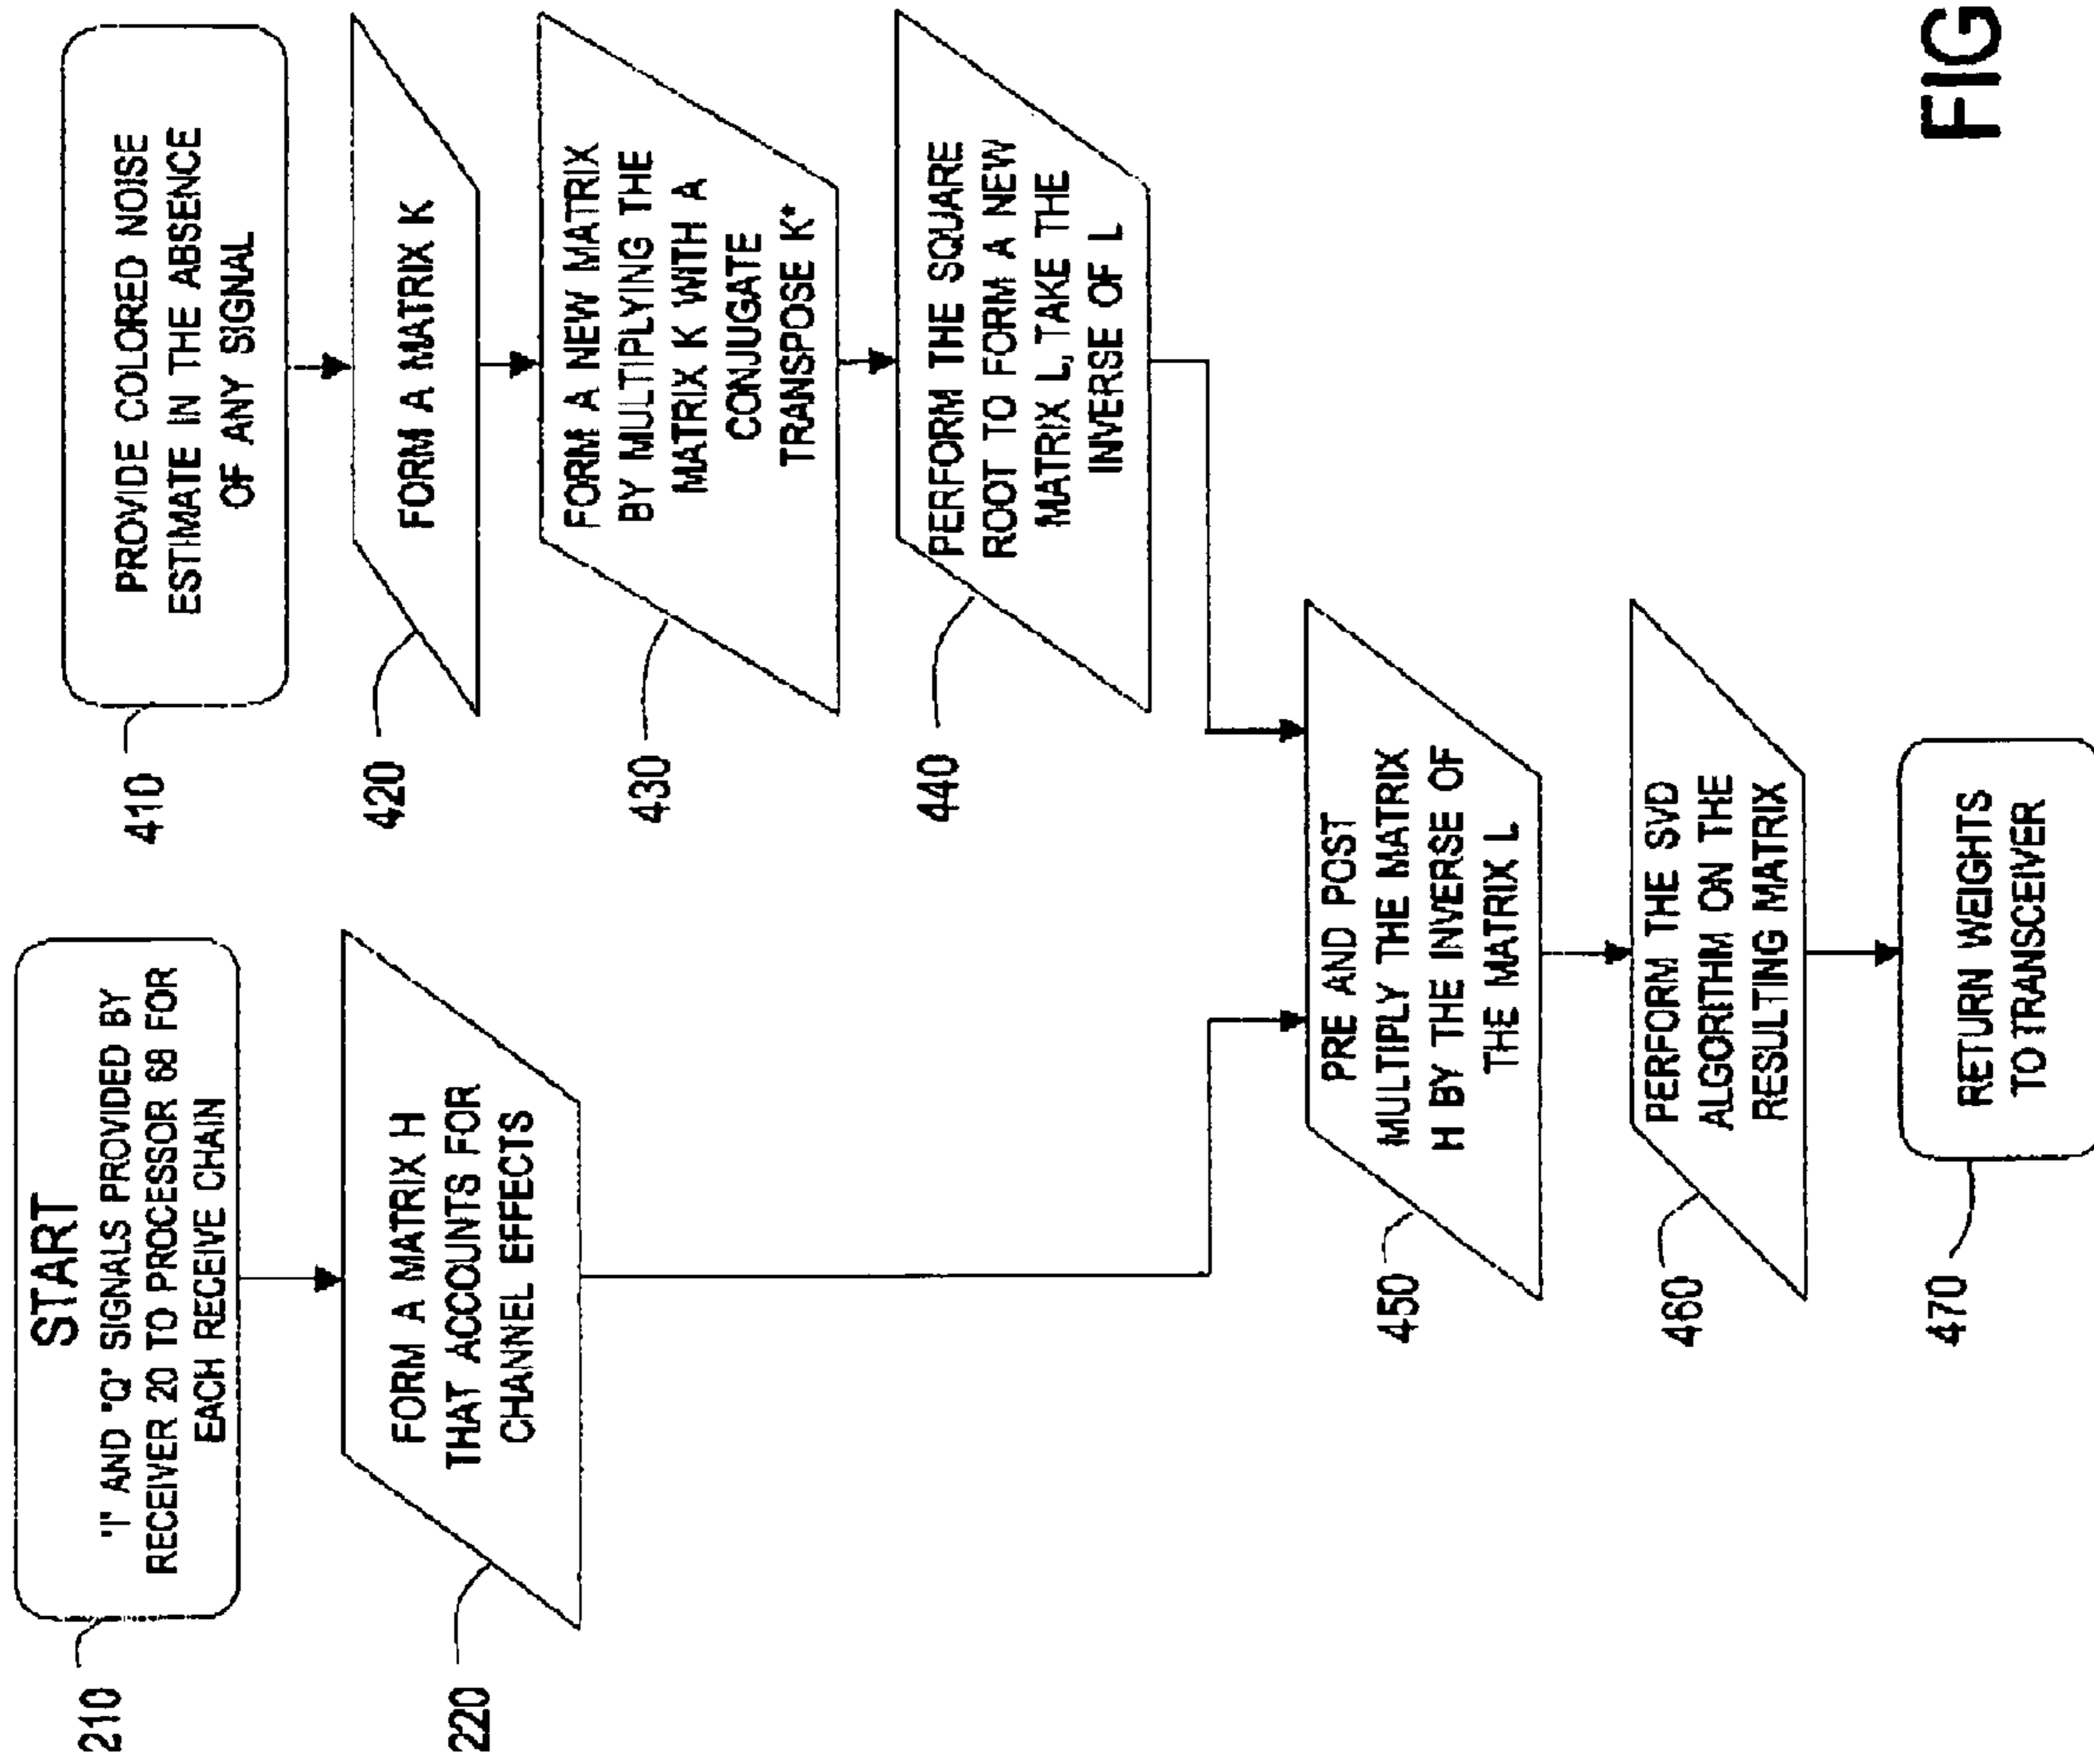 START
'I' AND 'Q' SIGNALS PROVIDED BY
RECEIVER 20 TO PROCESSOR 68 FOR
EACH RECEIVE CHAIN
210
FORM A MATRIX H
THAT ACCOUNTS FOR
CHANNEL EFFECTS
220
PROVIDE COLORED NOISE
ESTIMATE IN THE ABSENCE
OF ANY SIGNAL
410
FORM A MATRIX K
420
FORM A NEW MATRIX
BY MULTIPLYING THE
MATRIX K WITH A
CONJUGATE
TRANSPOSE K*
430
PERFORM THE SQUARE
ROOT TO FORM A NEW
MATRIX L, TAKE THE
INVERSE OF L
440
PRE AND POST
MULTIPLY THE MATRIX
H BY THE INVERSE OF
THE MATRIX L
450
PERFORM THE SVD
ALGORITHM ON THE
RESULTING MATRIX
460
RETURN WEIGHTS
TO TRANSCEIVER
470
FIG